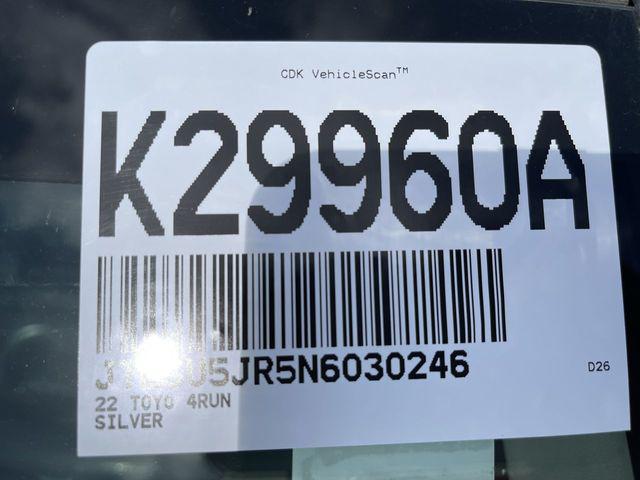 CDK VehicleScan™
K29960A
D26
22 TOYO 4RUN
SILVER